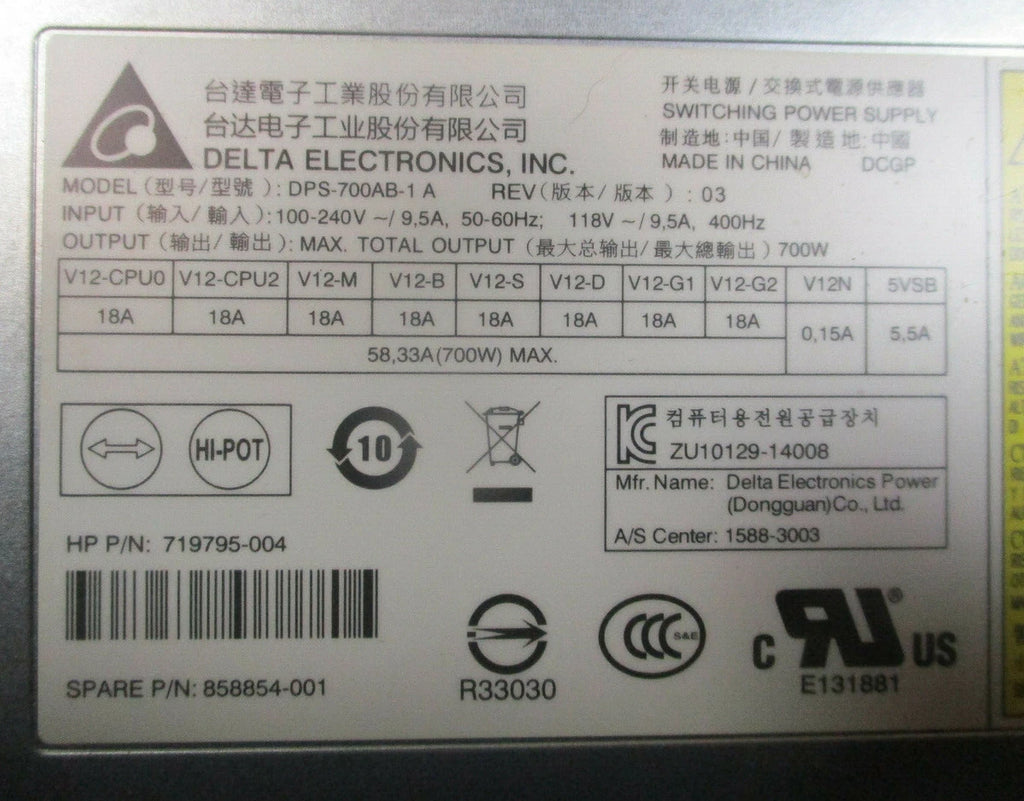 台達電子工業股份有限公司
台达电子工业股份有限公司
DELTA ELECTRONICS, INC.
开关电源 / 交換式電源供應器
SWITCHING POWER SUPPLY
制造地: 中国 / 製造地: 中國
MADE IN CHINA DCGP
MODEL (型号/型號): DPS-700AB-1 A REV (版本/版本): 03
INPUT (输入/輸入): 100-240V ~/ 9,5A, 50-60Hz; 118V ~/ 9,5A, 400Hz
OUTPUT (输出/輸出): MAX. TOTAL OUTPUT (最大总输出/最大總輸出) 700W
V12-CPU0 V12-CPU2 V12-M V12-B V12-S V12-D V12-G1 V12-G2 V12N 5VSB
18A 18A 18A 18A 18A 18A 18A 18A 0,15A 5,5A
58,33A(700W) MAX.
HI-POT
10
컴퓨터용전원공급장치
ZU10129-14008
Mfr. Name: Delta Electronics Power
(Dongguan)Co., Ltd.
A/S Center: 1588-3003
HP P/N: 719795-004
SPARE P/N: 858854-001
R33030
CCC S&E
c RU ® US
E131881